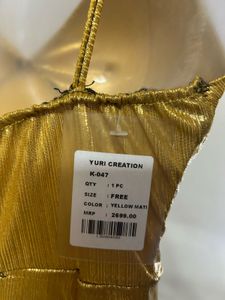 YURI CREATION
K-047
QTY : 1 PC
SIZE : FREE
COLOR : YELLOW MATI
MRP : 2699.00